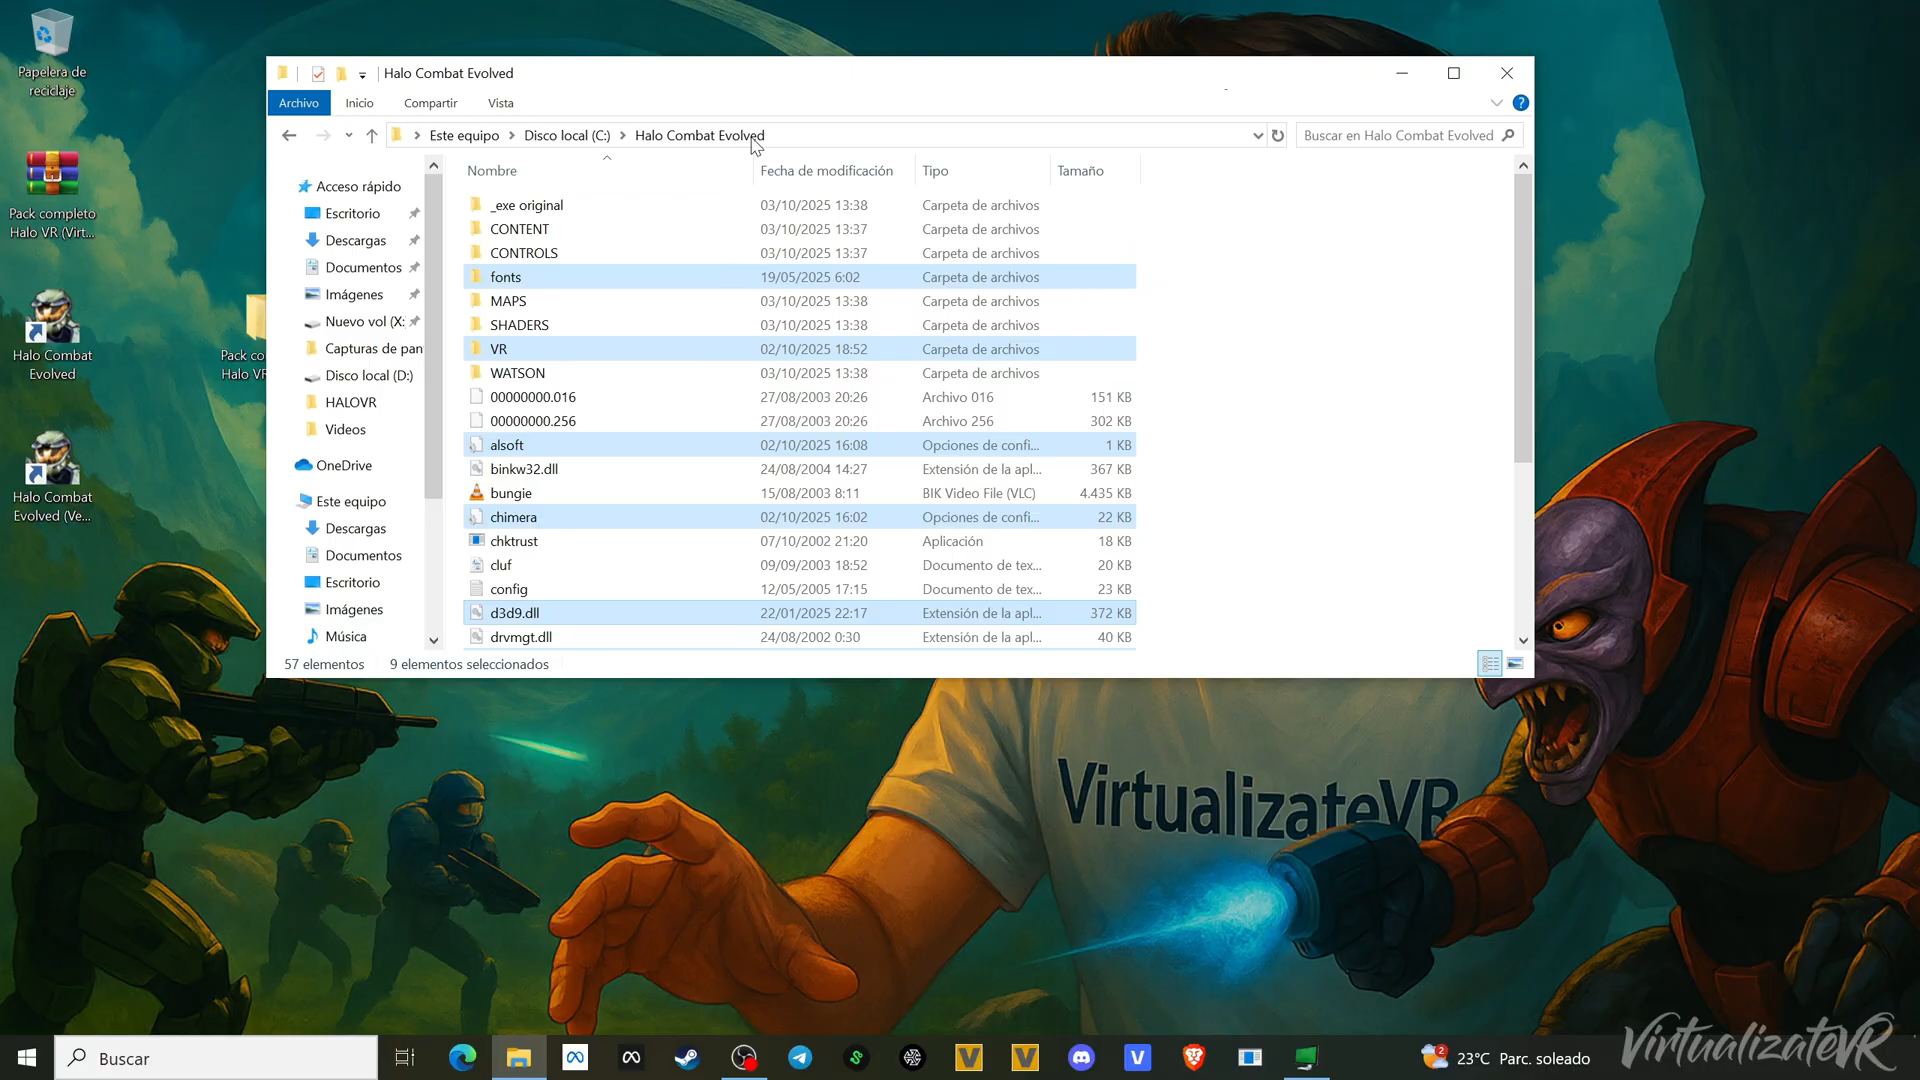 Papelera de
reciclaje
Pack completo
Halo VR (Virt...
Halo Combat
Evolved
Halo Combat
Evolved (Ve...
Pack co
Halo VR
Halo Combat Evolved
Archivo
Inicio
Compartir
Vista
Este equipo
Disco local (C:)
Halo Combat Evolved
Buscar en Halo Combat Evolved
Acceso rápido
Escritorio
Descargas
Documentos
Imágenes
Nuevo vol (X:
Capturas de pan
Disco local (D:)
HALOVR
Videos
OneDrive
Este equipo
Descargas
Documentos
Escritorio
Imágenes
Música
Nombre Fecha de modificación Tipo Tamaño
_exe original 03/10/2025 13:38 Carpeta de archivos
CONTENT 03/10/2025 13:37 Carpeta de archivos
CONTROLS 03/10/2025 13:37 Carpeta de archivos
fonts 19/05/2025 6:02 Carpeta de archivos
MAPS 03/10/2025 13:38 Carpeta de archivos
SHADERS 03/10/2025 13:38 Carpeta de archivos
VR 02/10/2025 18:52 Carpeta de archivos
WATSON 03/10/2025 13:38 Carpeta de archivos
00000000.016 27/08/2003 20:26 Archivo 016 151 KB
00000000.256 27/08/2003 20:26 Archivo 256 302 KB
alsoft 02/10/2025 16:08 Opciones de confi... 1 KB
binkw32.dll 24/08/2004 14:27 Extensión de la apl... 367 KB
bungie 15/08/2003 8:11 BIK Video File (VLC) 4.435 KB
chimera 02/10/2025 16:02 Opciones de confi... 22 KB
chktrust 07/10/2002 21:20 Aplicación 18 KB
cluf 09/09/2003 18:52 Documento de tex... 20 KB
config 12/05/2005 17:15 Documento de tex... 23 KB
d3d9.dll 22/01/2025 22:17 Extensión de la apl... 372 KB
drvmgt.dll 24/08/2002 0:30 Extensión de la apl... 40 KB
57 elementos 9 elementos seleccionados
VirtualizateVR
Buscar
2
23°C Parc. soleado
VirtualizateVR